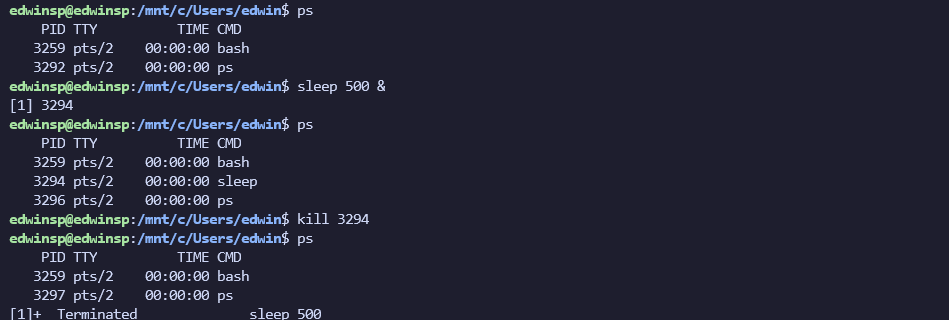 edwinsp@edwinsp:/mnt/c/Users/edwin$ ps
    PID TTY          TIME CMD
   3259 pts/2    00:00:00 bash
   3292 pts/2    00:00:00 ps
edwinsp@edwinsp:/mnt/c/Users/edwin$ sleep 500 &
[1] 3294
edwinsp@edwinsp:/mnt/c/Users/edwin$ ps
    PID TTY          TIME CMD
   3259 pts/2    00:00:00 bash
   3294 pts/2    00:00:00 sleep
   3296 pts/2    00:00:00 ps
edwinsp@edwinsp:/mnt/c/Users/edwin$ kill 3294
edwinsp@edwinsp:/mnt/c/Users/edwin$ ps
    PID TTY          TIME CMD
   3259 pts/2    00:00:00 bash
   3297 pts/2    00:00:00 ps
[1]+  Terminated              sleep 500